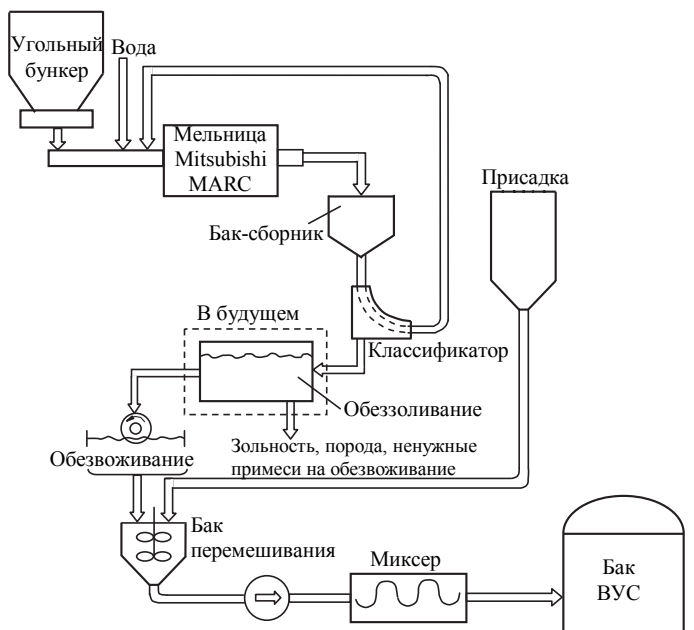 Угольный
бункер
Вода
Мельница
Mitsubishi
MARC
Присадка
Бак-сборник
В будущем
Классификатор
Обеззоливание
Зольность, порода, ненужные
примеси на обезвоживание
Обезвоживание
Бак
перемешивания
Миксер
Бак
ВУС